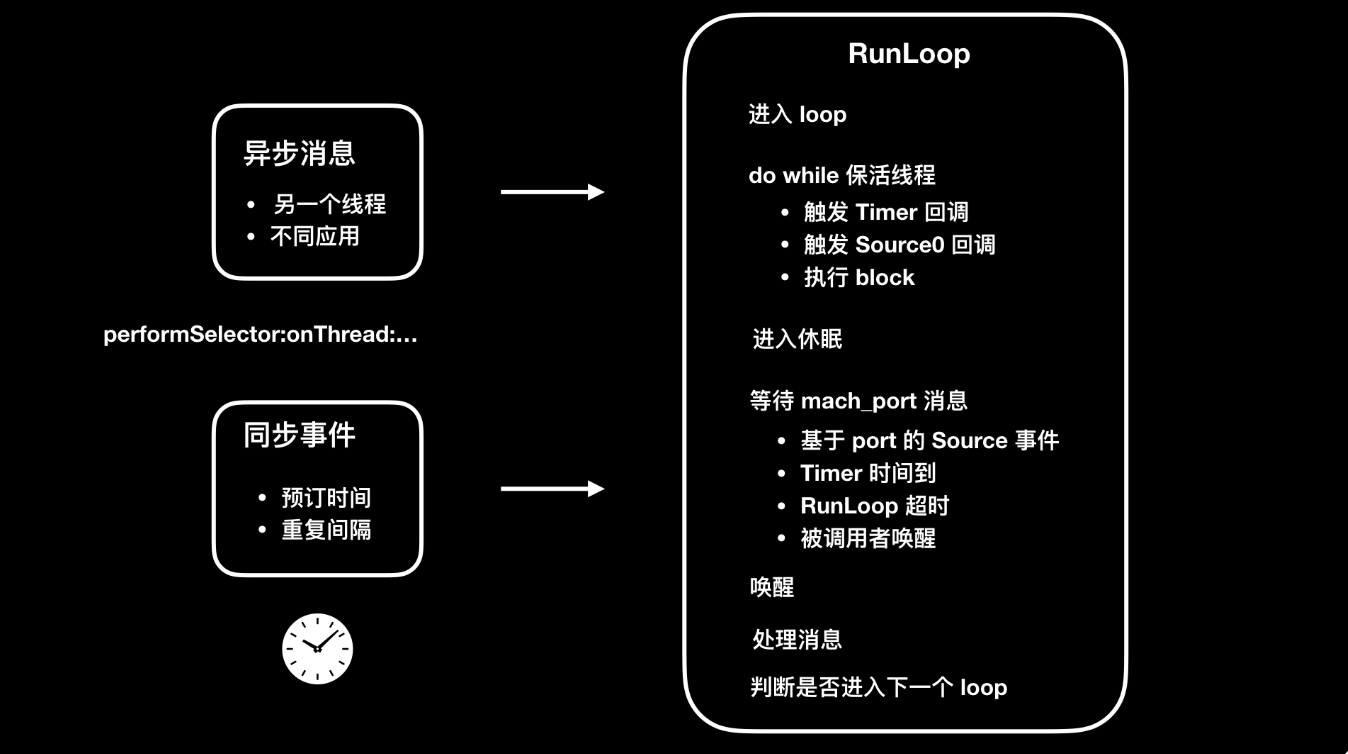 异步消息
• 另一个线程
• 不同应用
performSelector:onThread:...
同步事件
• 预订时间
• 重复间隔
RunLoop
进入 loop
do while 保活线程
• 触发 Timer 回调
• 触发 Source0 回调
• 执行 block
进入休眠
等待 mach_port 消息
• 基于 port 的 Source 事件
• Timer 时间到
• RunLoop 超时
• 被调用者唤醒
唤醒
处理消息
判断是否进入下一个 loop